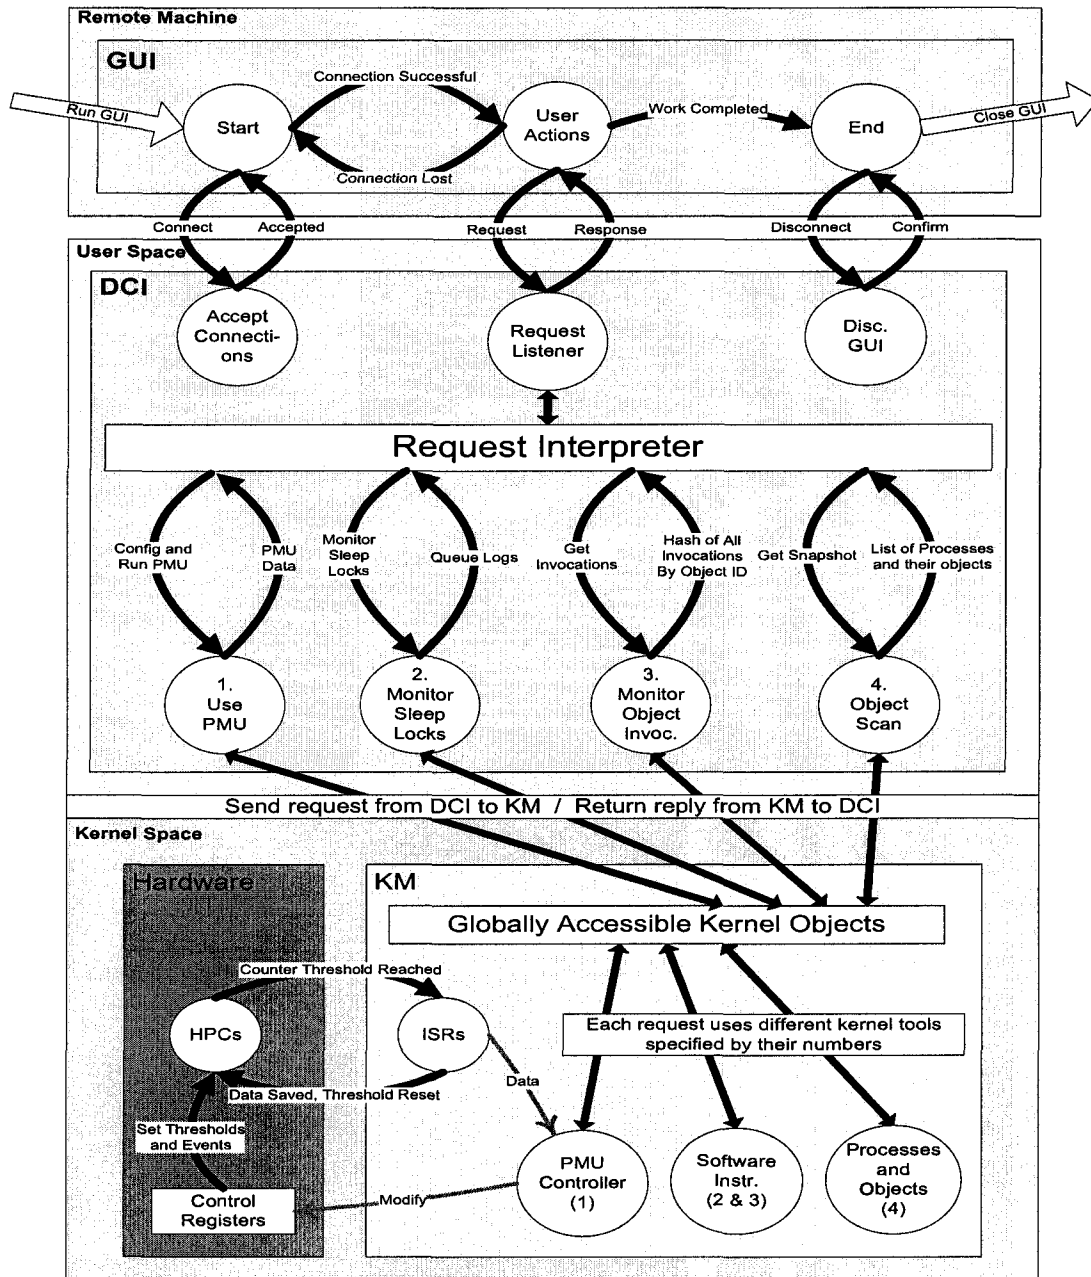 Remote Machine
GUI
Run GUI
Start
Connection Successful
Connection Lost
User
Actions
Work Completed
End
Close GUI
Connect
Accepted
Request
Response
Disconnect
Confirm
User Space
DCI
Accept
Connecti-
ons
Request
Listener
Disc.
GUI
Request Interpreter
Config and
Run PMU
PMU
Data
Monitor
Sleep
Locks
Queue Logs
Get
Invocations
Hash of All
Invocations
By Object ID
Get Snapshot
List of Processes
and their objects
1.
Use
PMU
2.
Monitor
Sleep
Locks
3.
Monitor
Object
Invoc.
4.
Object
Scan
Send request from DCI to KM / Return reply from KM to DCI
Kernel Space
Hardware
KM
Globally Accessible Kernel Objects
Counter Threshold Reached
HPCs
ISRs
Each request uses different kernel tools
specified by their numbers
Data
Data Saved, Threshold Reset
Set Thresholds
and Events
Control
Registers
Modify
PMU
Controller
(1)
Software
Instr.
(2 & 3)
Processes
and
Objects
(4)